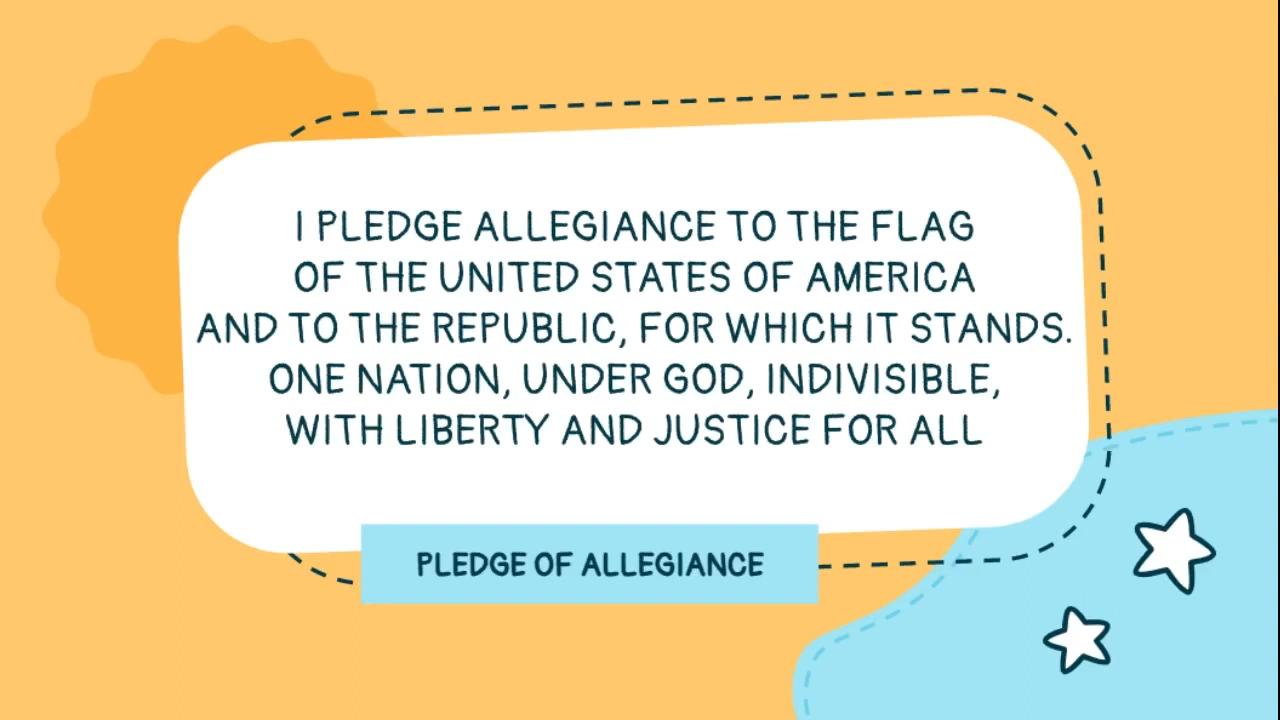 I PLEDGE ALLEGIANCE TO THE FLAG
OF THE UNITED STATES OF AMERICA
AND TO THE REPUBLIC, FOR WHICH IT STANDS.
ONE NATION, UNDER GOD, INDIVISIBLE,
WITH LIBERTY AND JUSTICE FOR ALL
PLEDGE OF ALLEGIANCE